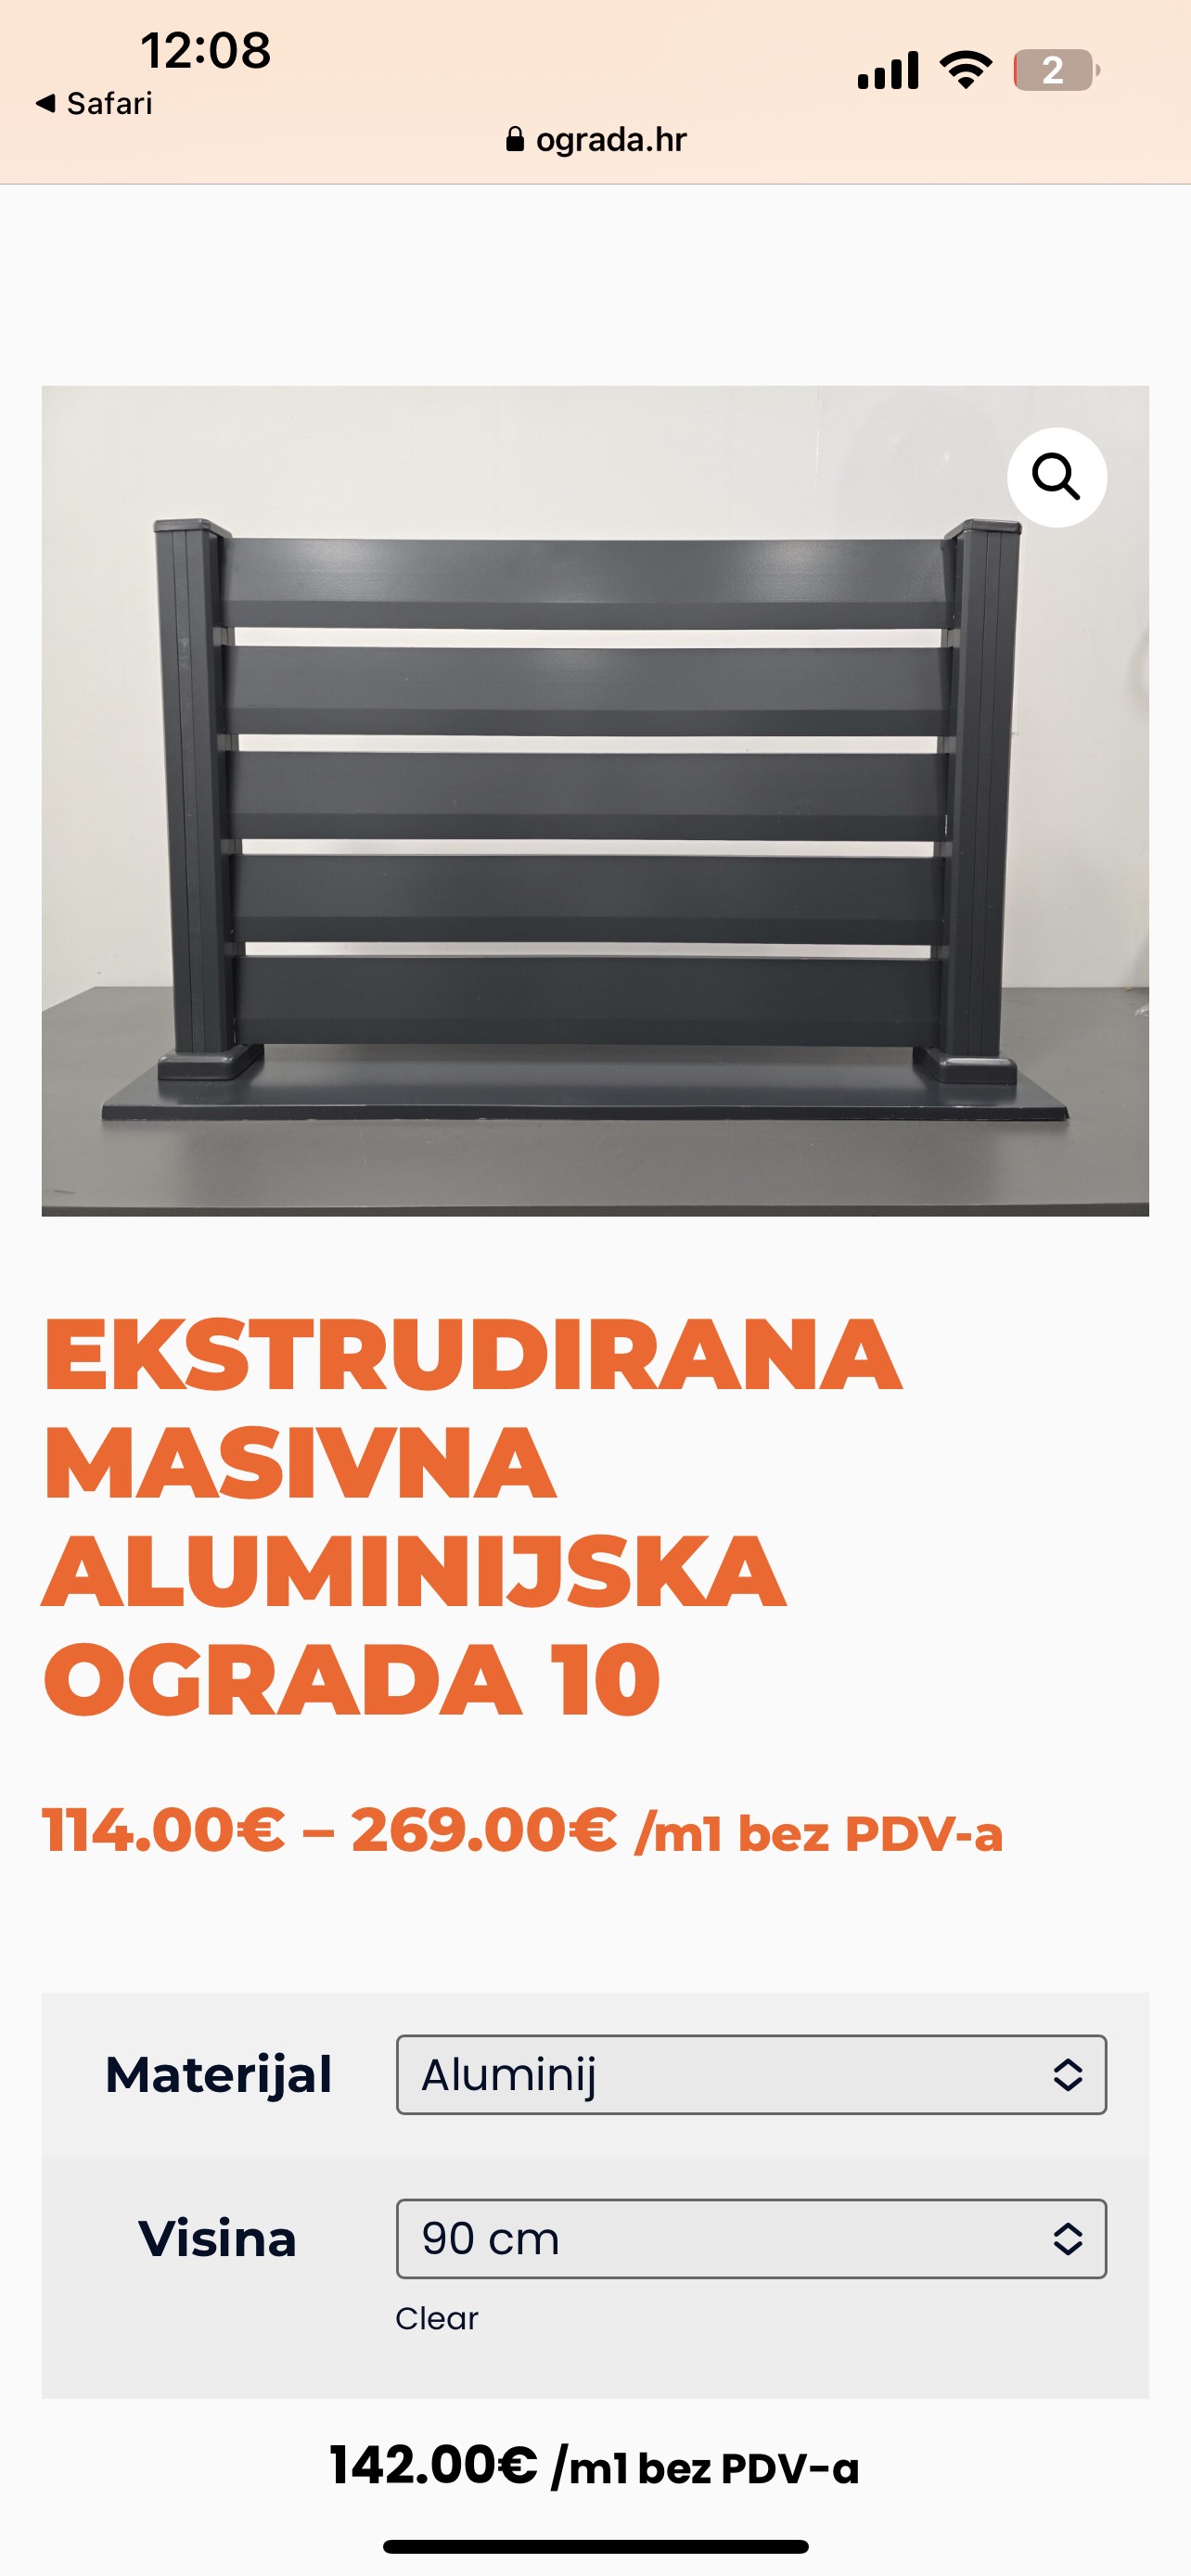 12:08
2
◀ Safari
ograda.hr
EKSTRUDIRANA
MASIVNA
ALUMINIJSKA
OGRADA 10
114.00€ – 269.00€ /m1 bez PDV-a
Materijal Aluminij
Visina 90 cm
Clear
142.00€ /m1 bez PDV-a